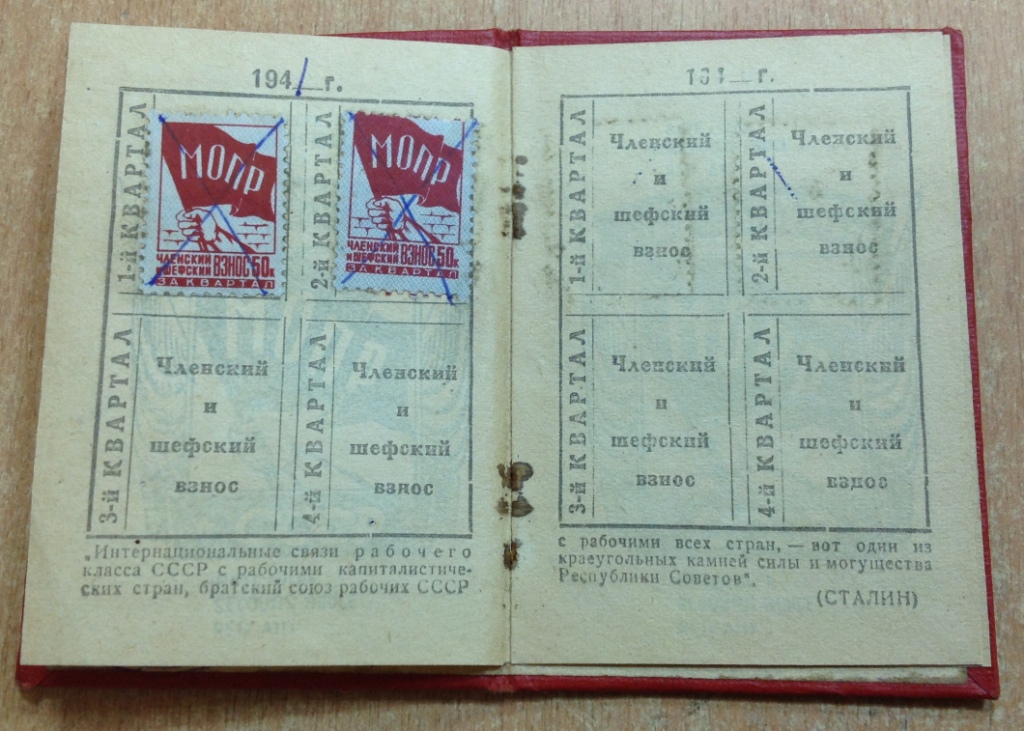 1941 г.
1-й КВАРТАЛ
МОПР
ЧЛЕНСКИЙ
И ШЕФСКИЙ ВЗНОС 50к
ЗА КВАРТАЛ
2-й КВАРТАЛ
МОПР
ЧЛЕНСКИЙ
И ШЕФСКИЙ ВЗНОС 50к
ЗА КВАРТАЛ
3-й КВАРТАЛ
Членский
и
шефский
взнос
4-й КВАРТАЛ
Членский
и
шефский
взнос
„Интернациональные связи рабочего
класса СССР с рабочими капиталистиче-
ских стран, братский союз рабочих СССР
г.
1-й КВАРТАЛ
Членский
и
шефский
взнос
2-й КВАРТАЛ
Членский
и
шефский
взнос
3-й КВАРТАЛ
Членский
и
шефский
взнос
4-й КВАРТАЛ
Членский
и
шефский
взнос
с рабочими всех стран, — вот один из
краеугольных камней силы и могущества
Республики Советов".
(СТАЛИН)